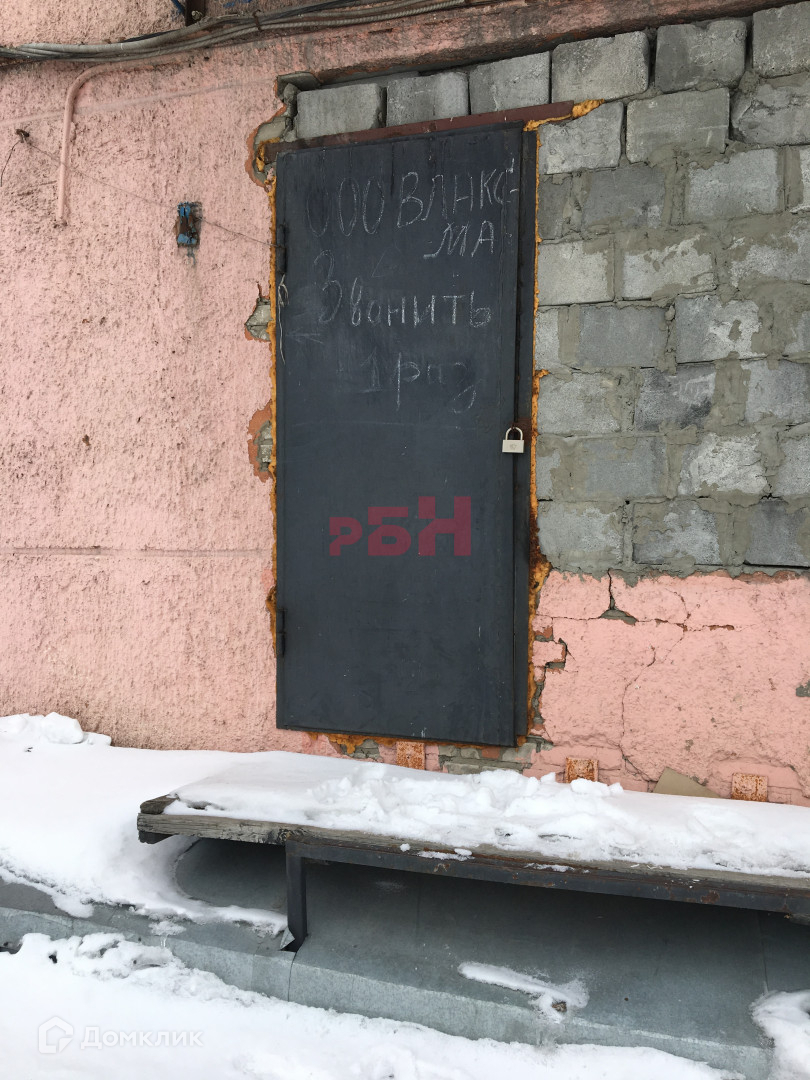 ООО ВЛНКС-
МА
Звонить
1 раз
РБН
Домклик